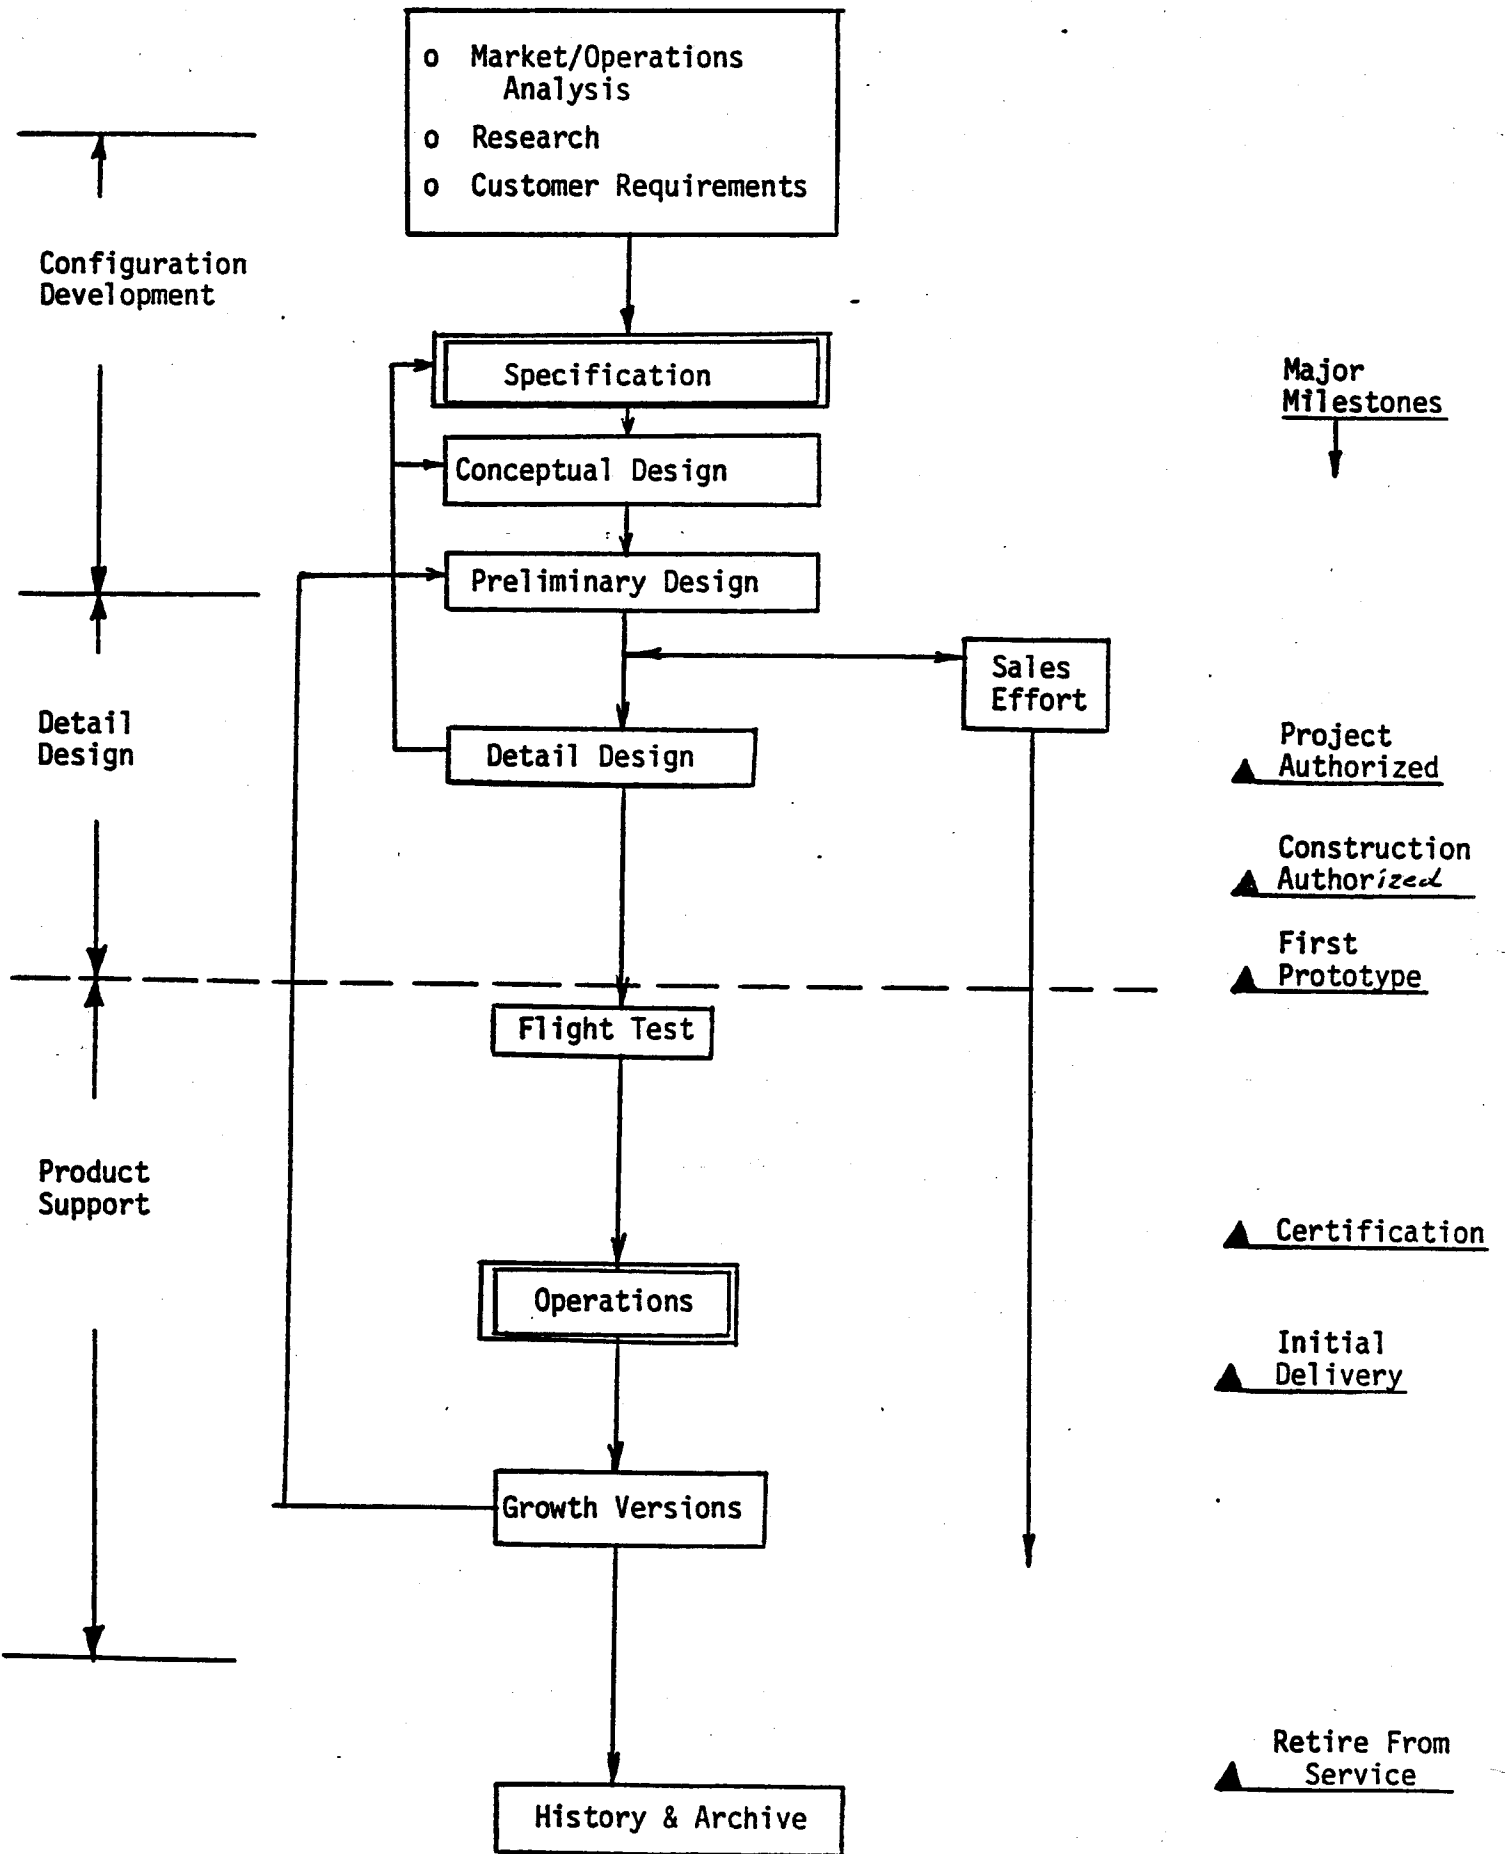 o Market/Operations
Analysis
o Research
o Customer Requirements
Configuration
Development
Specification
Major
Milestones
Conceptual Design
Preliminary Design
Sales
Effort
Detail
Design
Detail Design
Project
Authorized
Construction
Authorized
First
Prototype
Flight Test
Product
Support
Certification
Operations
Initial
Delivery
Growth Versions
Retire From
Service
History & Archive